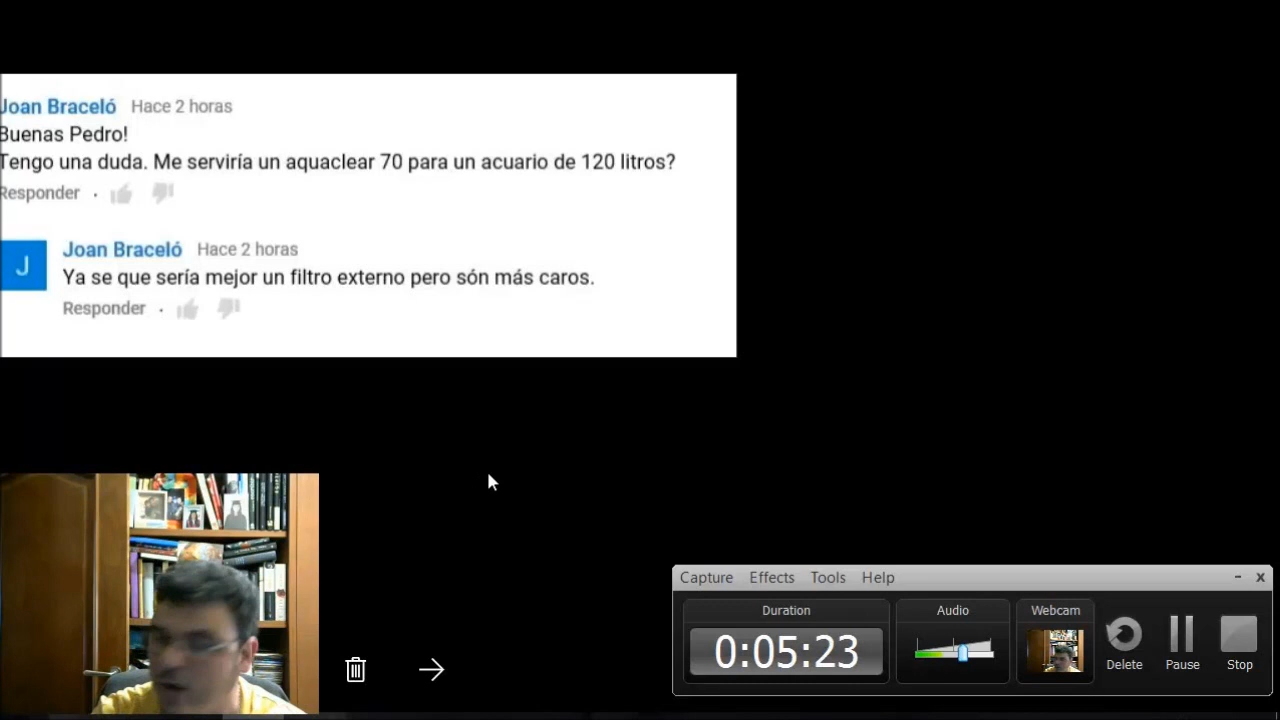 Joan Braceló Hace 2 horas
Buenas Pedro!
Tengo una duda. Me serviría un aquaclear 70 para un acuario de 120 litros?
Responder ·
J
Joan Braceló Hace 2 horas
Ya se que sería mejor un filtro externo pero són más caros.
Responder ·
Capture Effects Tools Help - x
Duration Audio Webcam
0:05:23
Delete Pause Stop